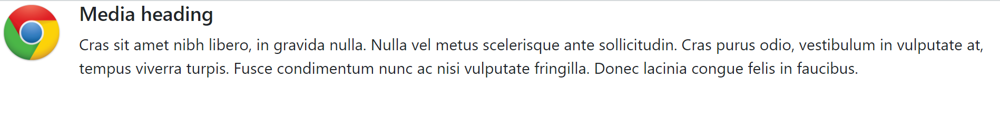 Media heading
Cras sit amet nibh libero, in gravida nulla. Nulla vel metus scelerisque ante sollicitudin. Cras purus odio, vestibulum in vulputate at,
tempus viverra turpis. Fusce condimentum nunc ac nisi vulputate fringilla. Donec lacinia congue felis in faucibus.